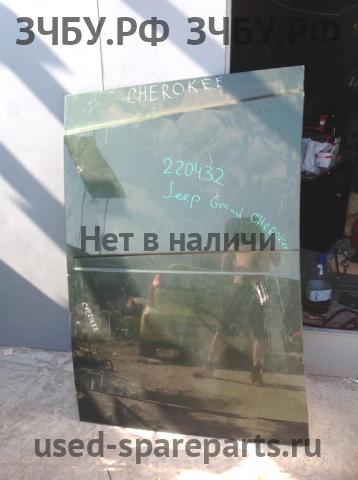 ЗЧБУ.РФ ЗЧБУ.РФ
CHEROKEE
220432
Jeep Grand Cherokee
Нет в наличи
CHEROKEE
used-spareparts.ru